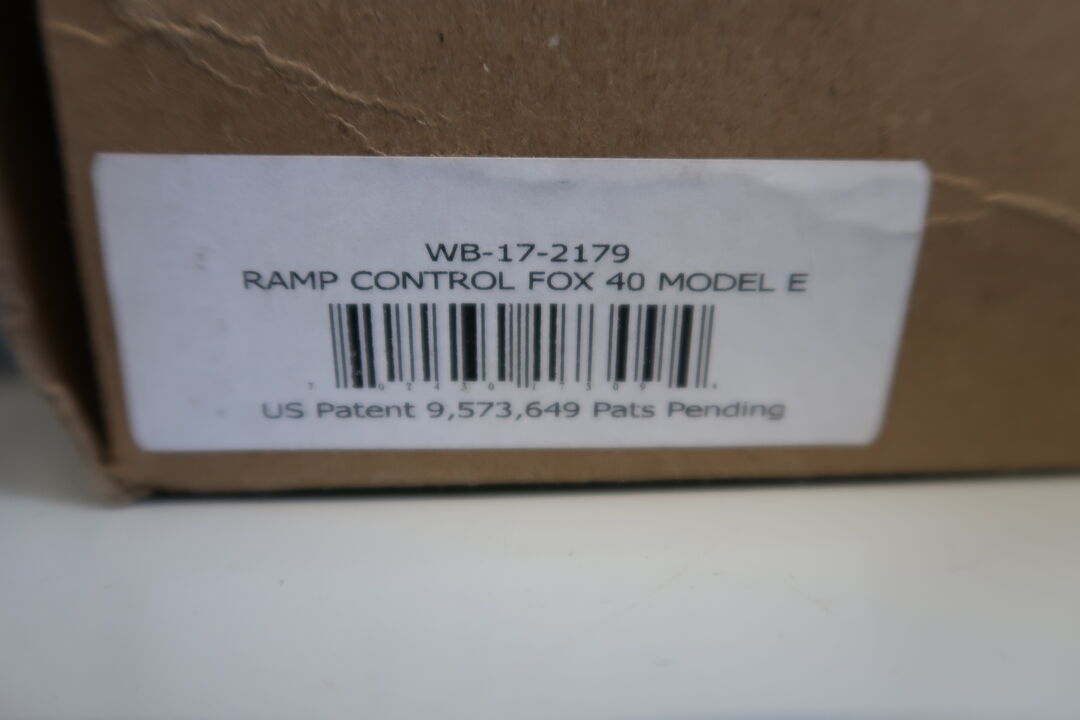 WB-17-2179
RAMP CONTROL FOX 40 MODEL E
US Patent 9,573,649 Pats Pending